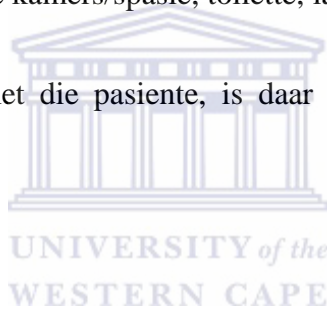 kamers/spasie, toilette,
et die pasiente, is daar
UNIVERSITY of the
WESTERN CAPE